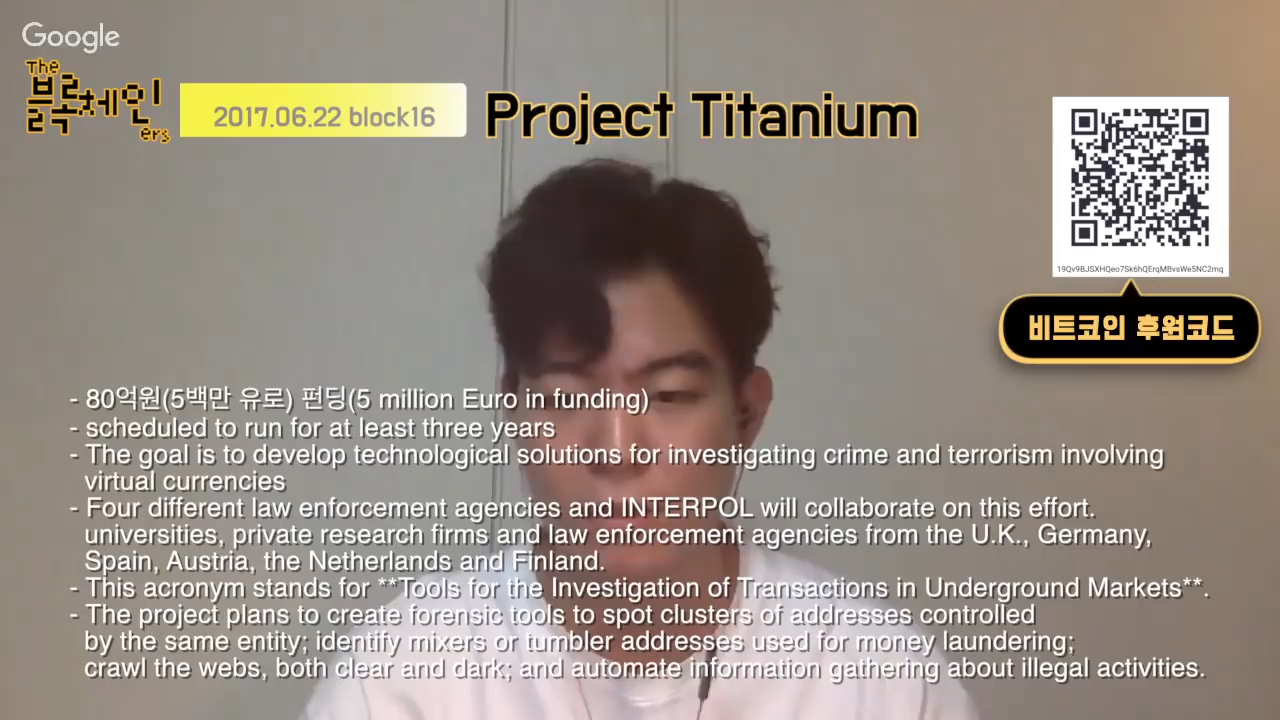 Google
The
블록체인
ers
2017.06.22 block16
Project Titanium
19Qv9BJSXHQeo7Sk6hQErqMBvsWe5NC2mq
비트코인 후원코드
- 80억원(5백만 유로) 펀딩(5 million Euro in funding)
- scheduled to run for at least three years
- The goal is to develop technological solutions for investigating crime and terrorism involving
virtual currencies
- Four different law enforcement agencies and INTERPOL will collaborate on this effort.
universities, private research firms and law enforcement agencies from the U.K., Germany,
Spain, Austria, the Netherlands and Finland.
- This acronym stands for **Tools for the Investigation of Transactions in Underground Markets**.
- The project plans to create forensic tools to spot clusters of addresses controlled
by the same entity; identify mixers or tumbler addresses used for money laundering;
crawl the webs, both clear and dark; and automate information gathering about illegal activities.